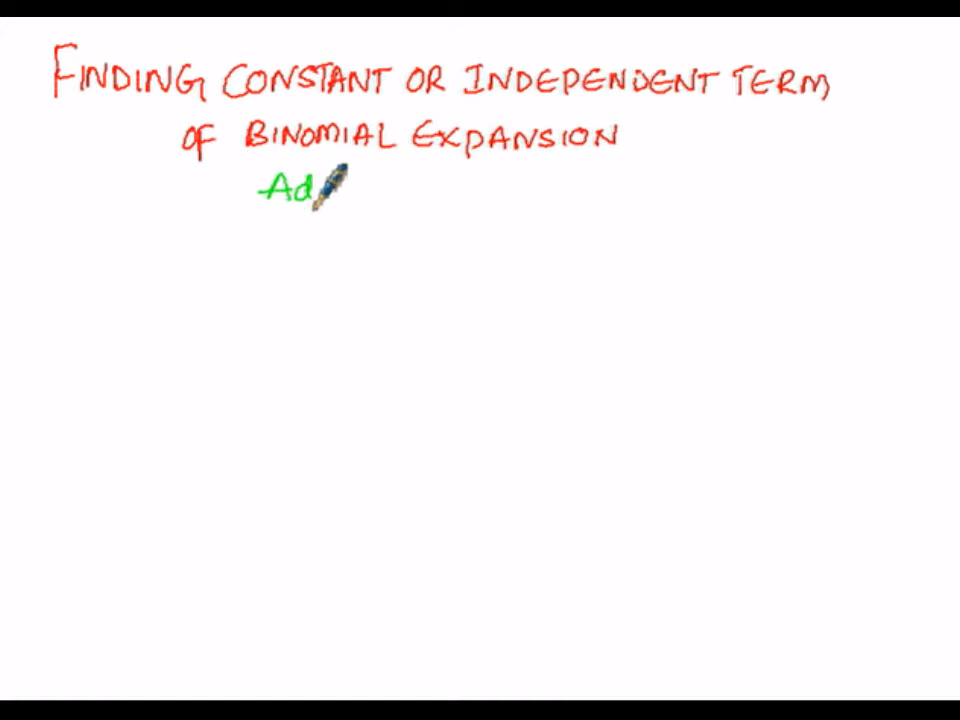 FINDING CONSTANT OR INDEPENDENT TERM
OF BINOMIAL EXPANSION
Ad